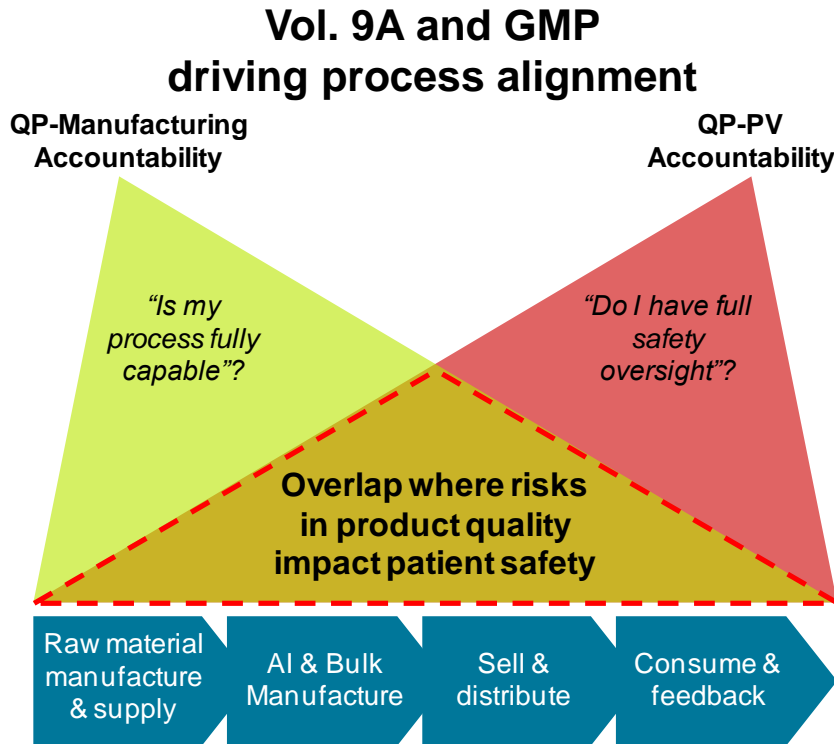 Vol. 9A and GMP
driving process alignment
QP-Manufacturing
Accountability
QP-PV
Accountability
“Is my
process fully
capable”?
“Do I have full
safety
oversight”?
Overlap where risks
in product quality
impact patient safety
Raw material
manufacture
& supply
AI & Bulk
Manufacture
Sell &
distribute
Consume &
feedback